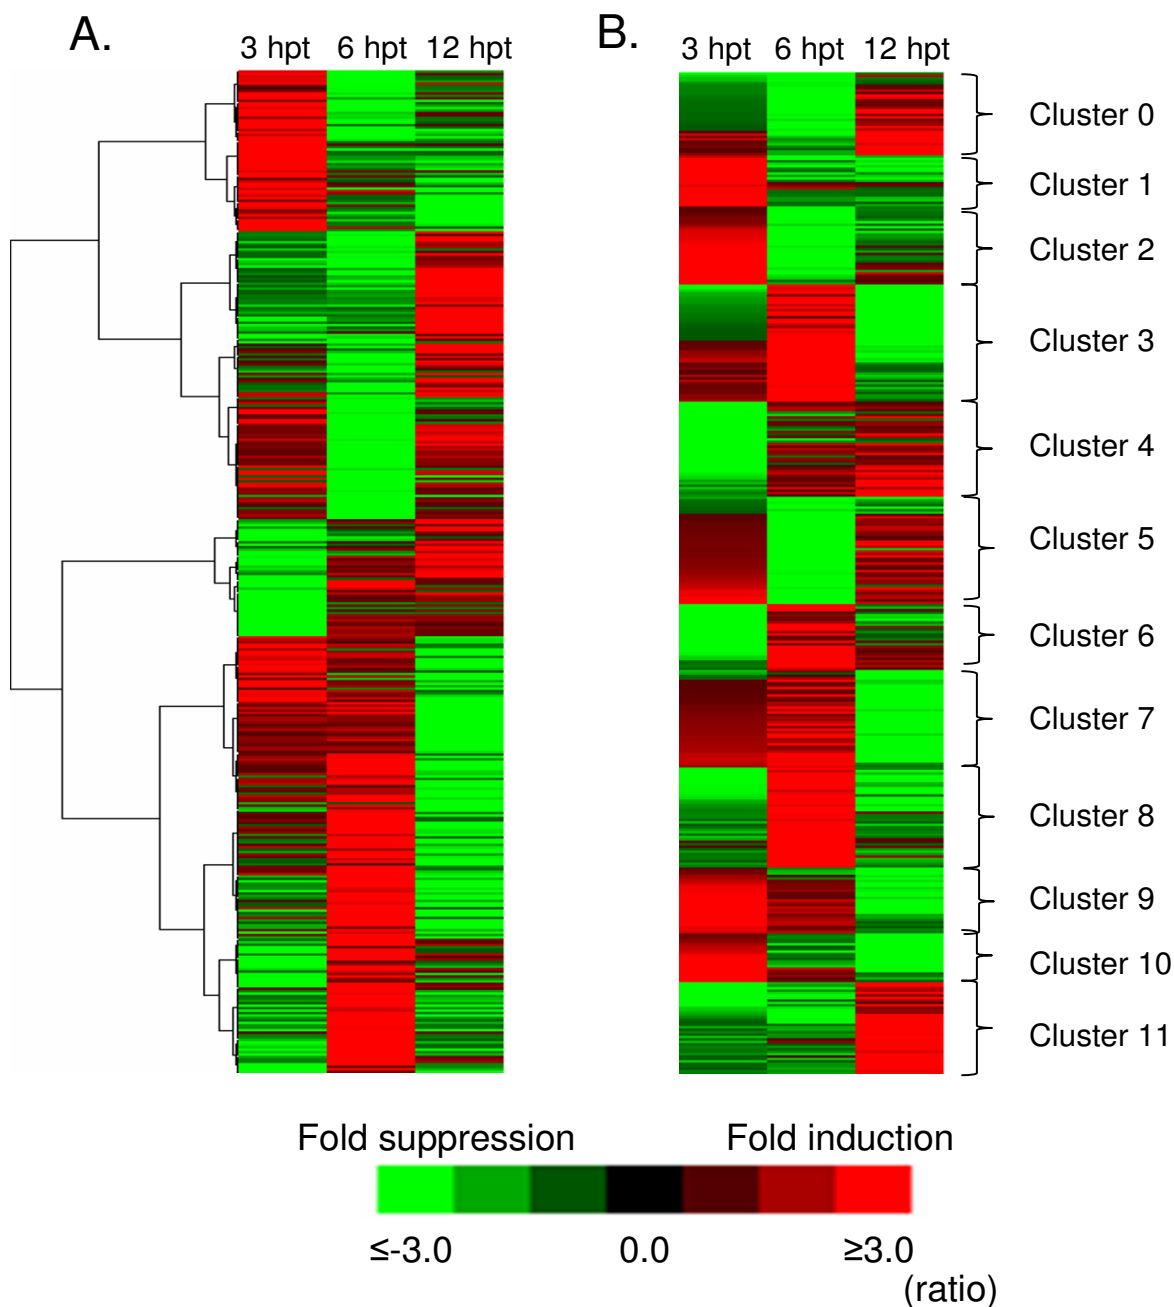 A.
3 hpt 6 hpt 12 hpt
B.
3 hpt 6 hpt 12 hpt
Cluster 0
Cluster 1
Cluster 2
Cluster 3
Cluster 4
Cluster 5
Cluster 6
Cluster 7
Cluster 8
Cluster 9
Cluster 10
Cluster 11
Fold suppression Fold induction
≤-3.0 0.0 ≥3.0
(ratio)